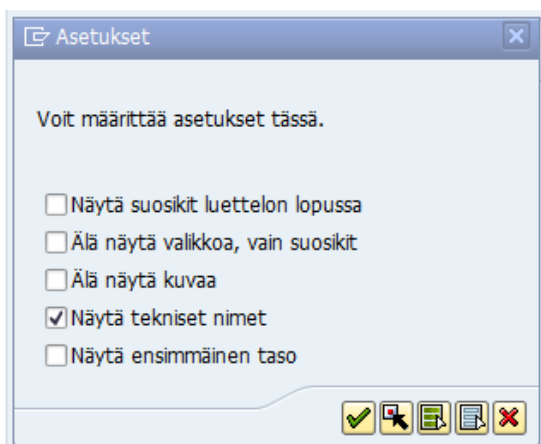 Asetukset
Voit määrittää asetukset tässä.
Näytä suosikit luettelon lopussa
Älä näytä valikkoa, vain suosikit
Älä näytä kuvaa
Näytä tekniset nimet
Näytä ensimmäinen taso